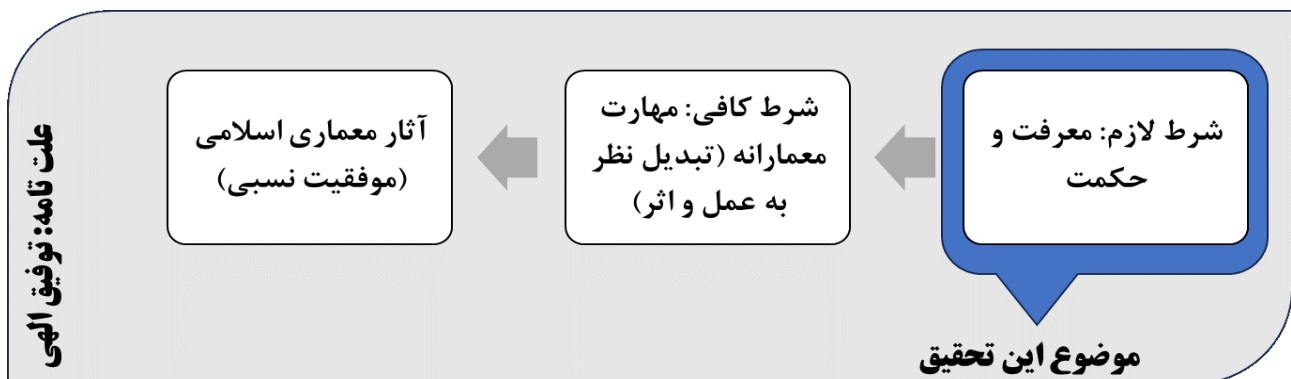 شرط لازم: معرفت و
حکمت
شرط کافی: مهارت
معمارانه (تبدیل نظر
به عمل و اثر)
آثار معماری اسلامی
(موفقیت نسبی)
علت تامه: توفیق الهی
موضوع این تحقیق